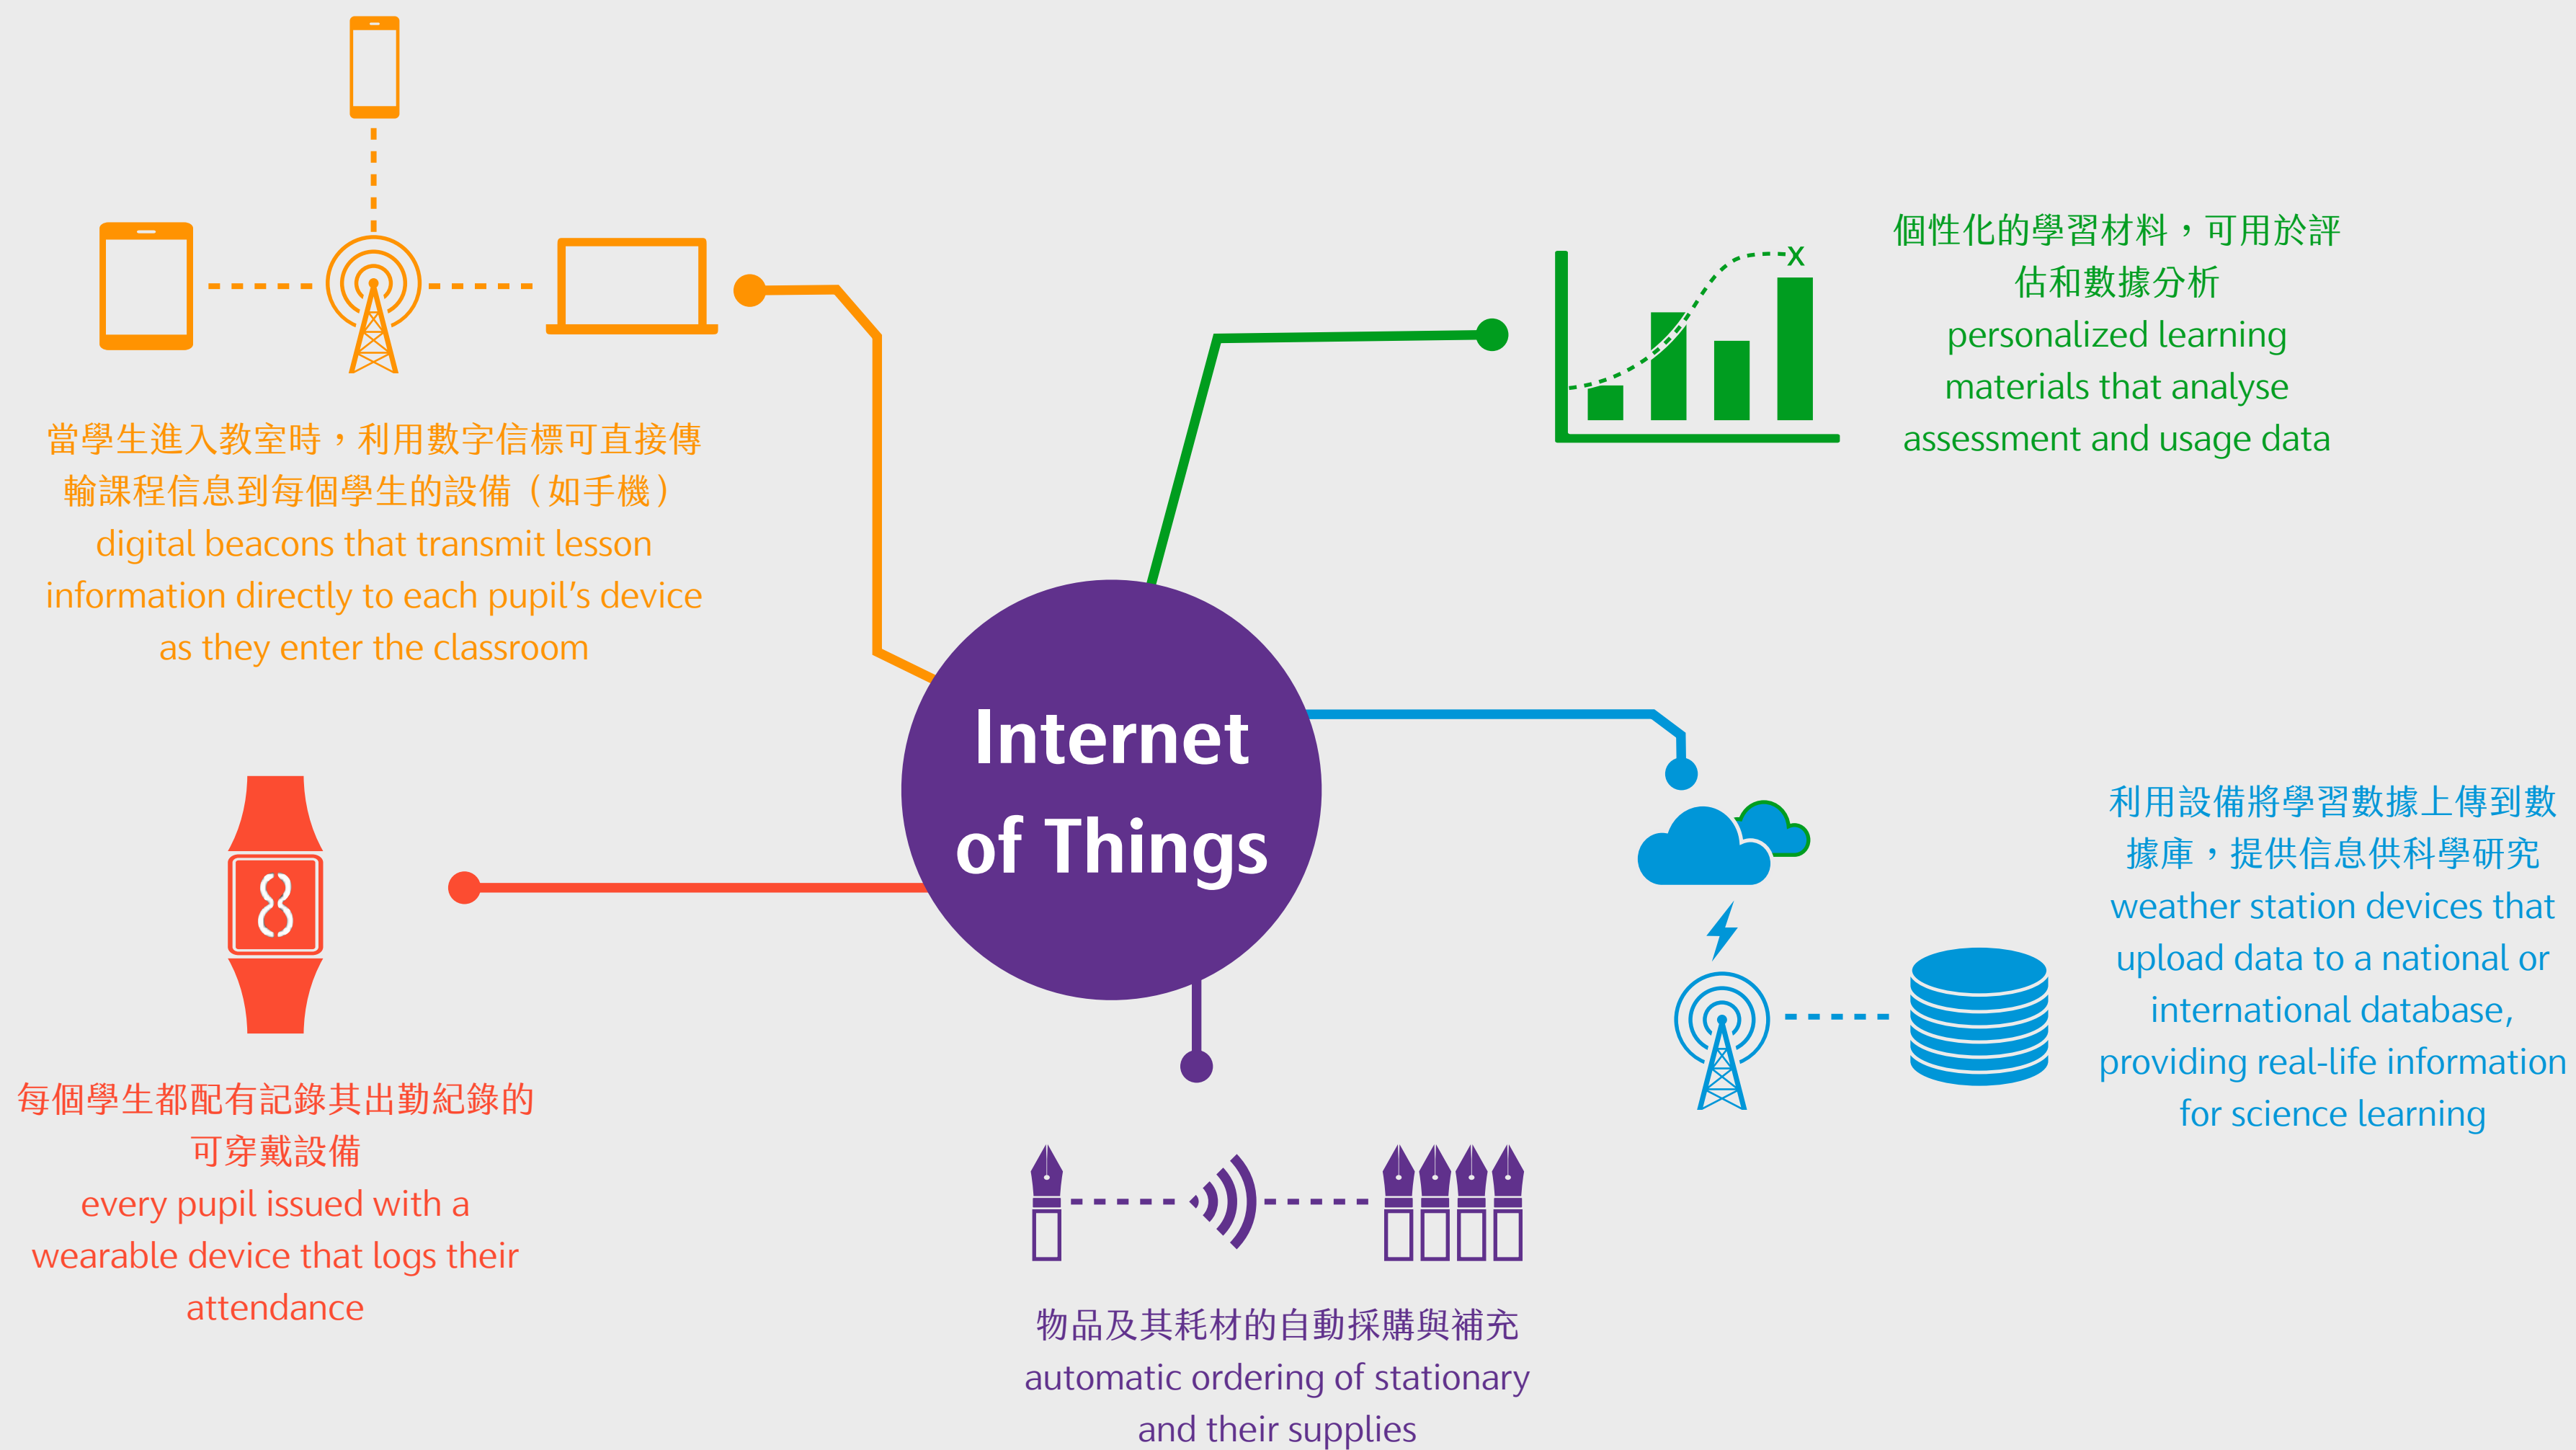 當學生進入教室時，利用數字信標可直接傳
輸課程信息到每個學生的設備（如手機）
digital beacons that transmit lesson
information directly to each pupil’s device
as they enter the classroom
x
個性化的學習材料，可用於評
估和數據分析
personalized learning
materials that analyse
assessment and usage data
Internet
of Things
每個學生都配有記錄其出勤紀錄的
可穿戴設備
every pupil issued with a
wearable device that logs their
attendance
利用設備將學習數據上傳到數
據庫，提供信息供科學研究
weather station devices that
upload data to a national or
international database,
providing real-life information
for science learning
物品及其耗材的自動採購與補充
automatic ordering of stationary
and their supplies